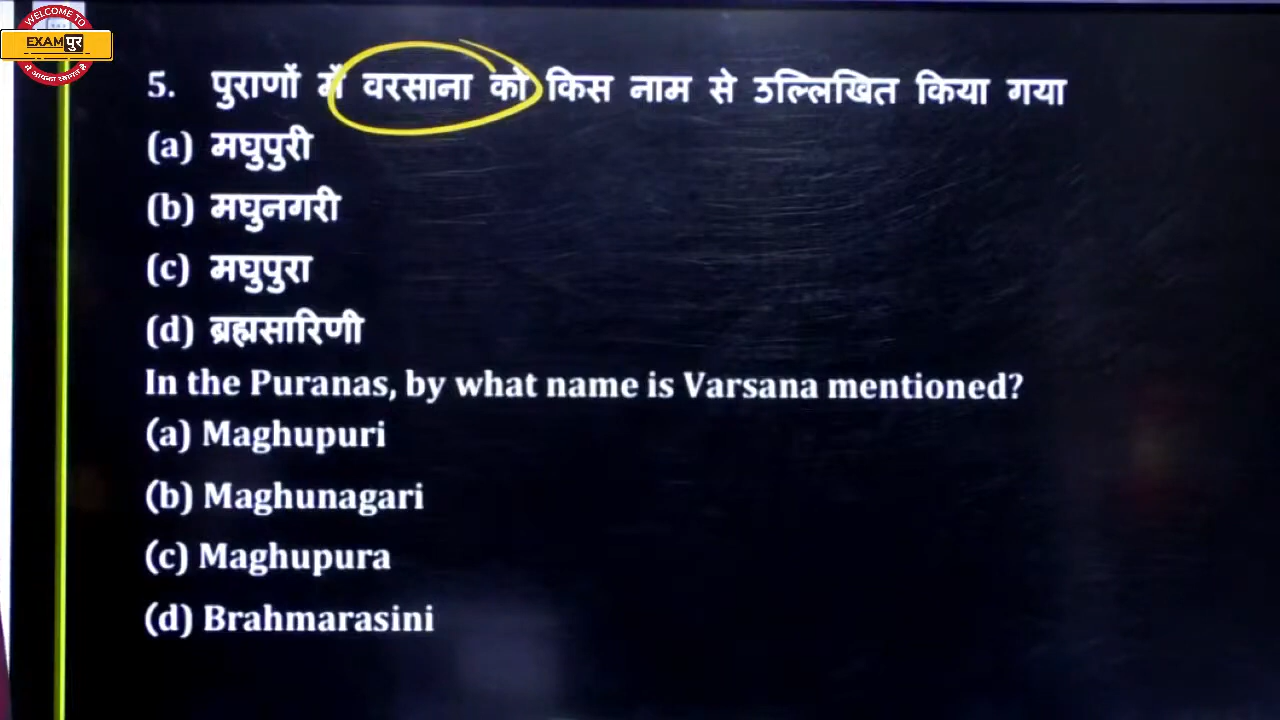 WELCOME TO
EXAMपुर
5. पुराणों में वरसाना को किस नाम से उल्लिखित किया गया
(a) मघुपुरी
(b) मघुनगरी
(c) मघुपुरा
(d) ब्रह्मसारिणी
In the Puranas, by what name is Varsana mentioned?
(a) Maghupuri
(b) Maghunagari
(c) Maghupura
(d) Brahmarasini